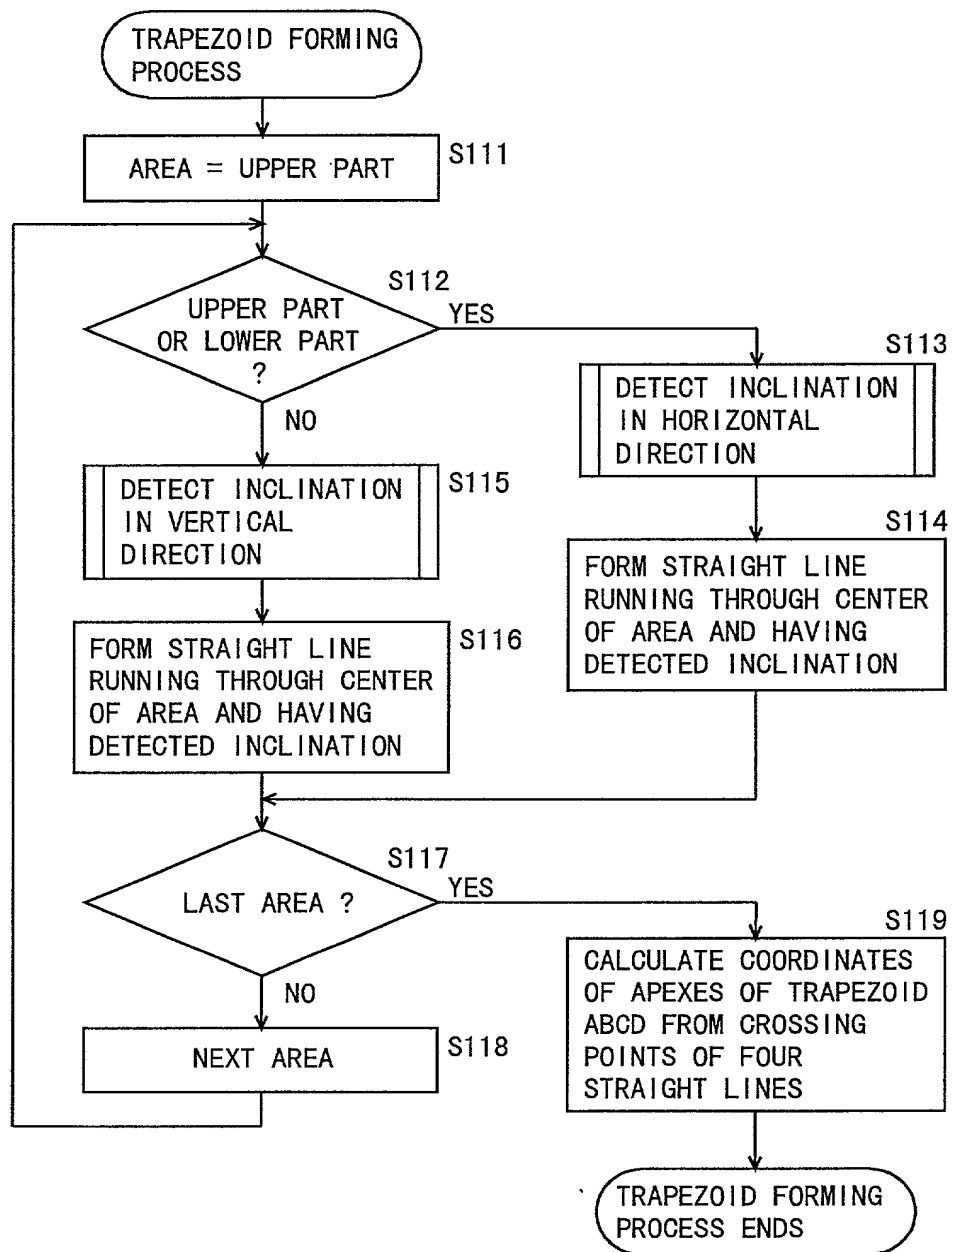 TRAPEZOID FORMING
PROCESS
AREA = UPPER PART
S111
S112
UPPER PART
OR LOWER PART
?
YES
NO
S113
DETECT INCLINATION
IN HORIZONTAL
DIRECTION
S114
FORM STRAIGHT LINE
RUNNING THROUGH CENTER
OF AREA AND HAVING
DETECTED INCLINATION
DETECT INCLINATION
IN VERTICAL
DIRECTION
S115
FORM STRAIGHT LINE
RUNNING THROUGH CENTER
OF AREA AND HAVING
DETECTED INCLINATION
S116
S117
LAST AREA ?
YES
NO
NEXT AREA
S118
S119
CALCULATE COORDINATES
OF APEXES OF TRAPEZOID
ABCD FROM CROSSING
POINTS OF FOUR
STRAIGHT LINES
TRAPEZOID FORMING
PROCESS ENDS